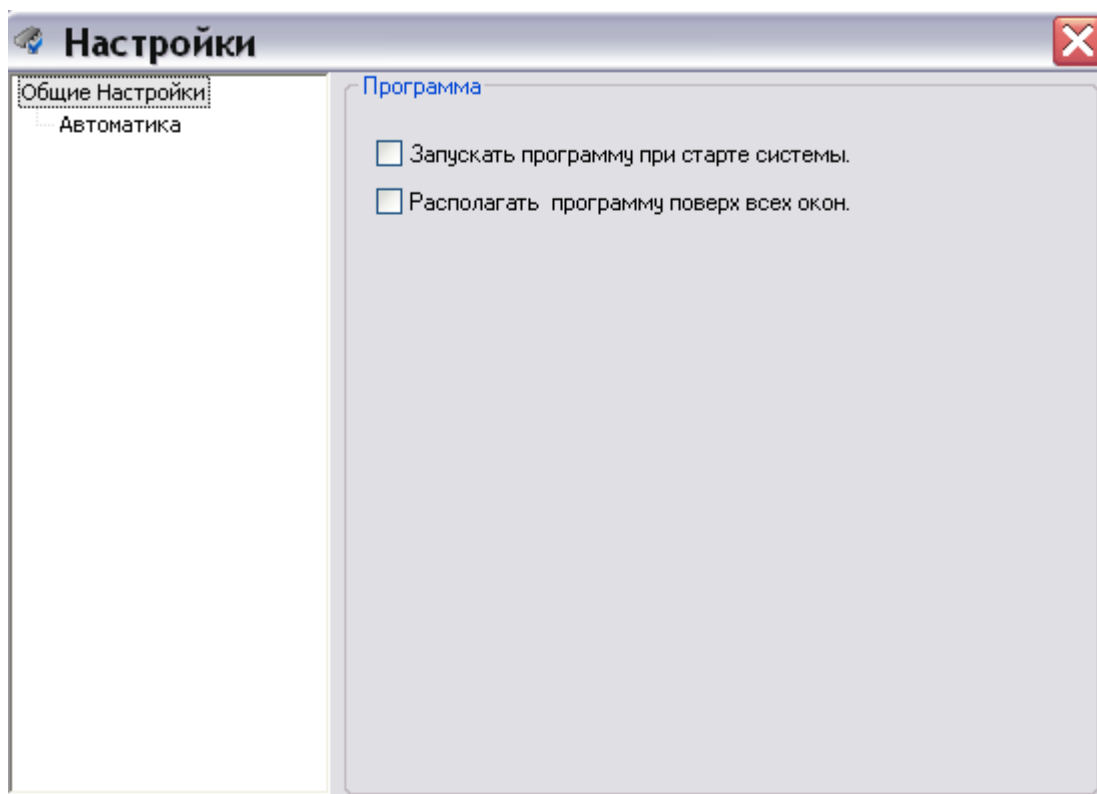 Настройки
Общие Настройки
Автоматика
Программа
Запускать программу при старте системы.
Располагать программу поверх всех окон.